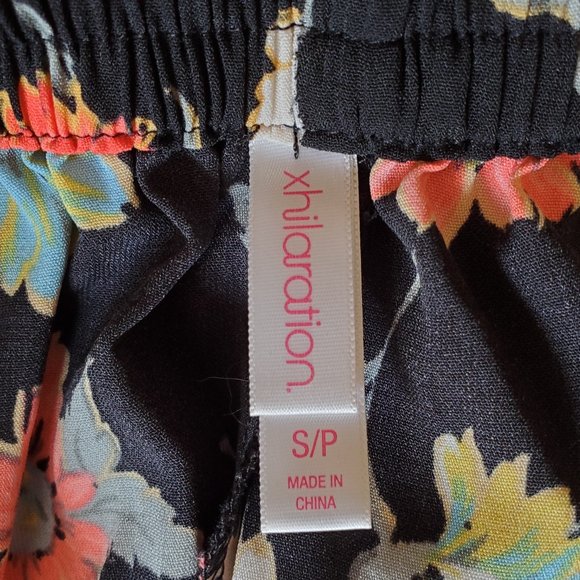 xhilaration.
S/P
MADE IN
CHINA